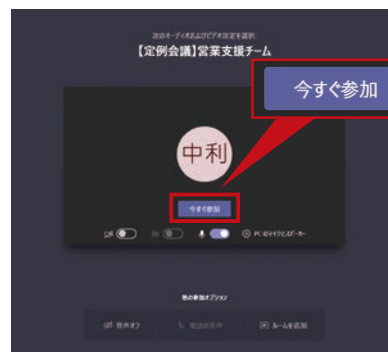 次のオーディオおよびビデオ設定を選択:
【定例会議】営業支援チーム
今すぐ参加
中利
今すぐ参加
PC のマイクとスピーカー
他の参加オプション
音声オフ
電話の音声
ルームを追加